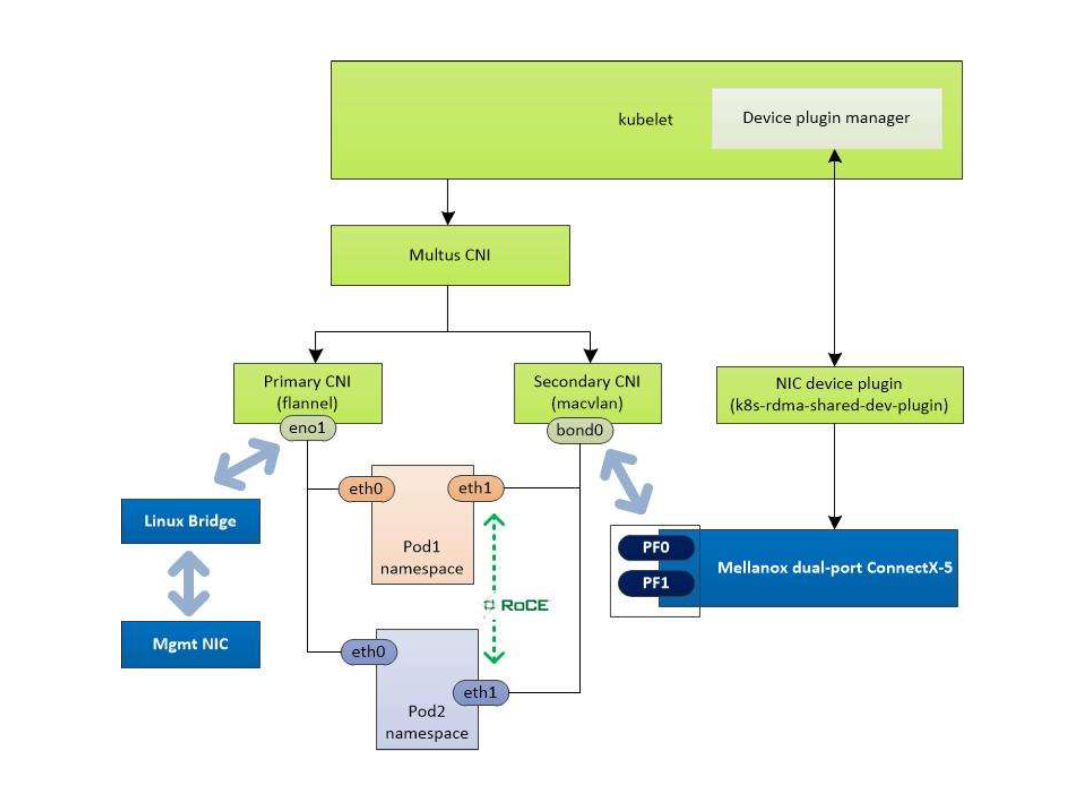 kubelet
Device plugin manager
Multus CNI
Primary CNI
(flannel)
eno1
Secondary CNI
(macvlan)
bond0
NIC device plugin
(k8s-rdma-shared-dev-plugin)
eth0
eth1
Pod1
namespace
Linux Bridge
Mgmt NIC
RoCE
PF0
PF1
Mellanox dual-port ConnectX-5
eth0
eth1
Pod2
namespace